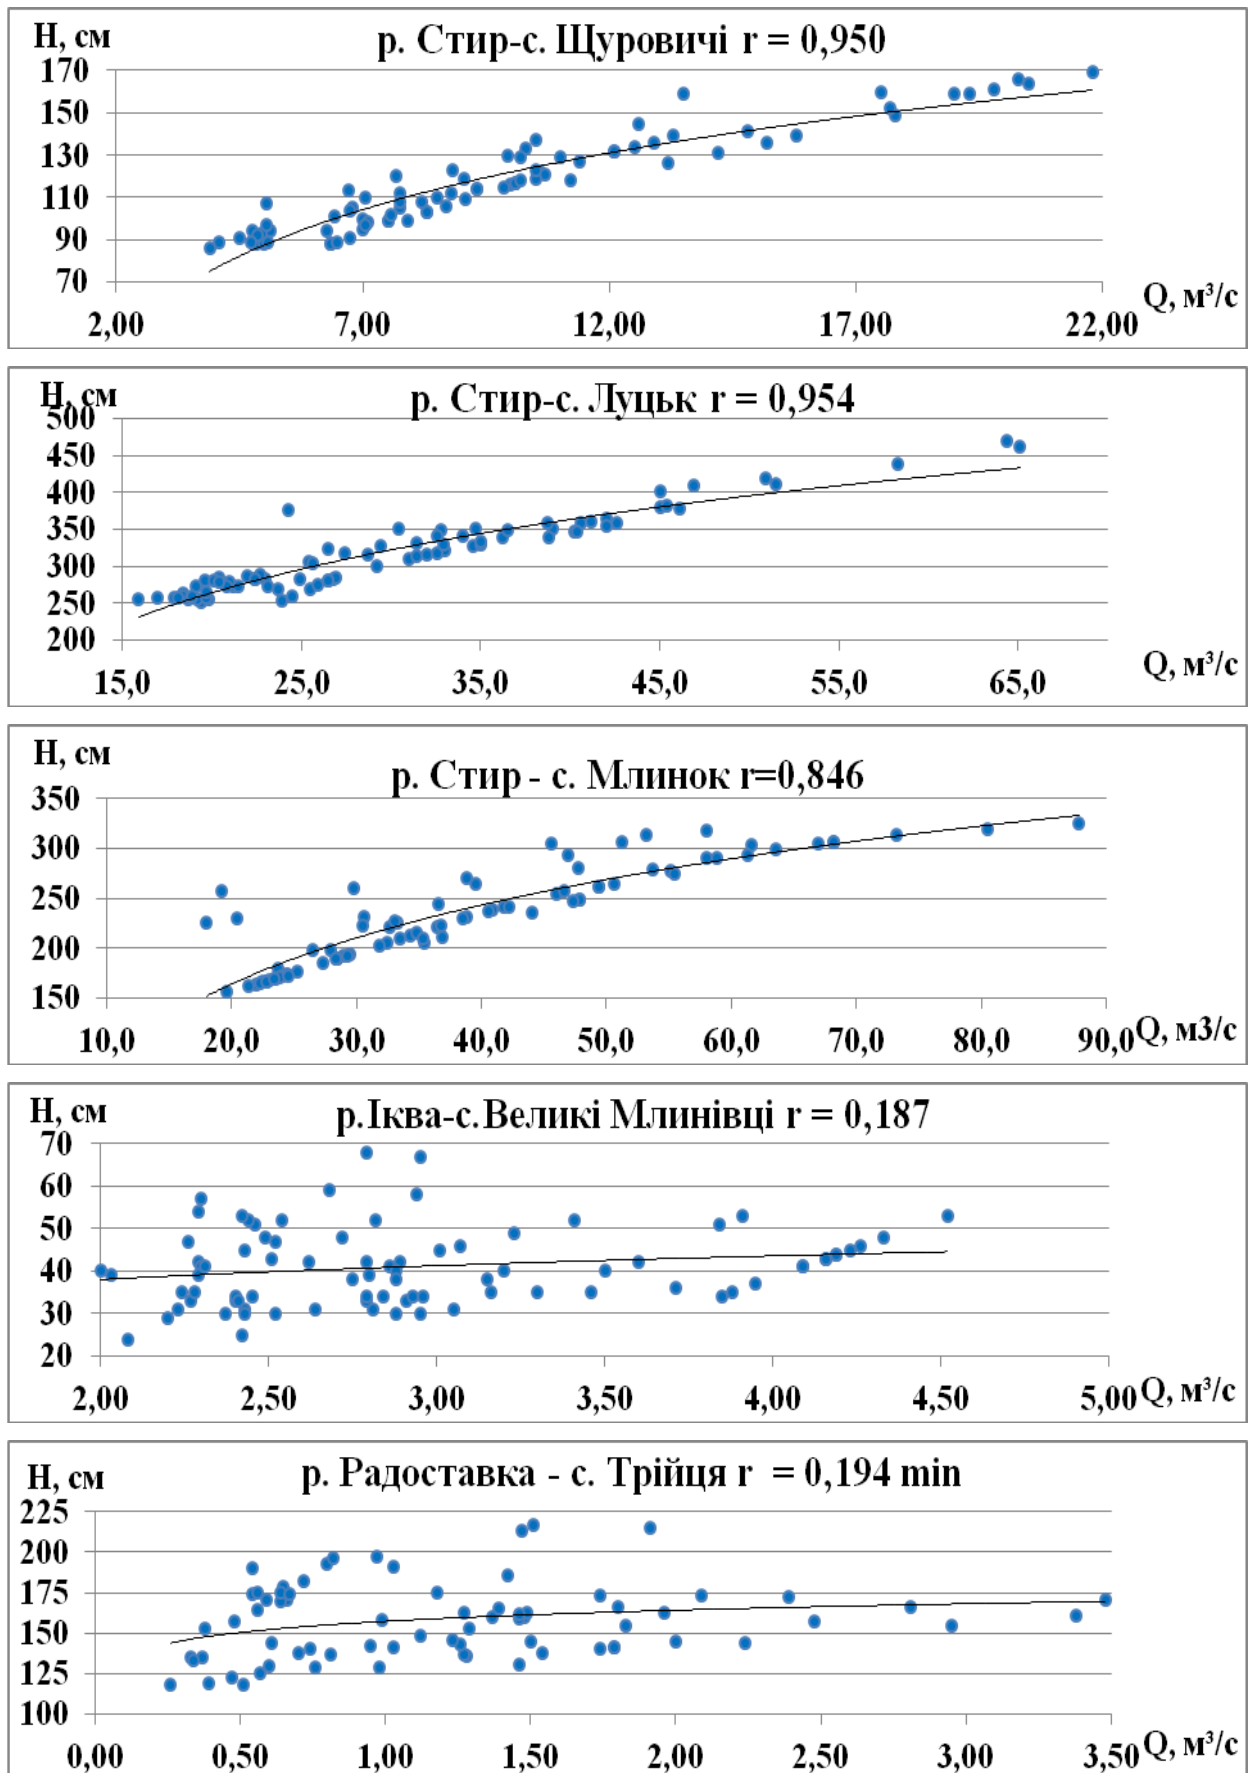 Н, см
р. Стир-с. Щуровичі r = 0,950
170
150
130
110
90
70
2,00 7,00 12,00 17,00 22,00
Q, м³/с
Н, см
р. Стир-с. Луцьк r = 0,954
500
450
400
350
300
250
200
15,0 25,0 35,0 45,0 55,0 65,0
Q, м³/с
Н, см
р. Стир - с. Млинок r=0,846
350
300
250
200
150
10,0 20,0 30,0 40,0 50,0 60,0 70,0 80,0 90,0
Q, м3/с
Н, см
р.Іква-с.Великі Млинівці r = 0,187
70
60
50
40
30
20
2,00 2,50 3,00 3,50 4,00 4,50 5,00
Q, м³/с
Н, см
р. Радоставка - с. Трійця r = 0,194 min
225
200
175
150
125
100
0,00 0,50 1,00 1,50 2,00 2,50 3,00 3,50
Q, м³/с